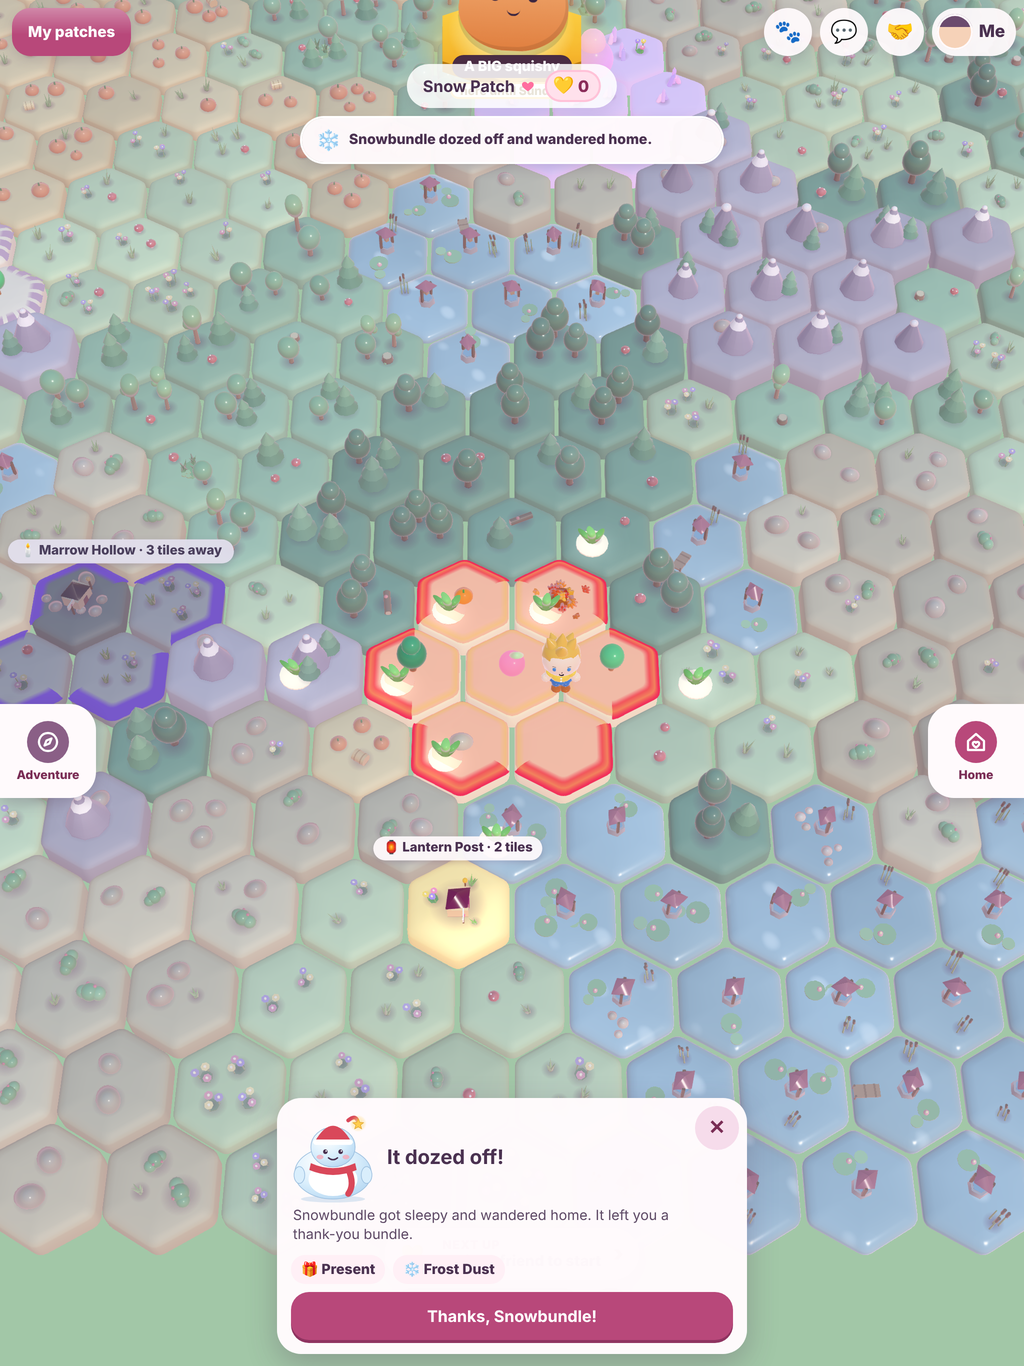 My patches
Me
A BIG squishy
Snow Patch
0
Snowbundle dozed off and wandered home.
Marrow Hollow · 3 tiles away
Adventure
Home
Lantern Post · 2 tiles
It dozed off!
Snowbundle got sleepy and wandered home. It left you a
thank-you bundle.
Present
Frost Dust
Thanks, Snowbundle!